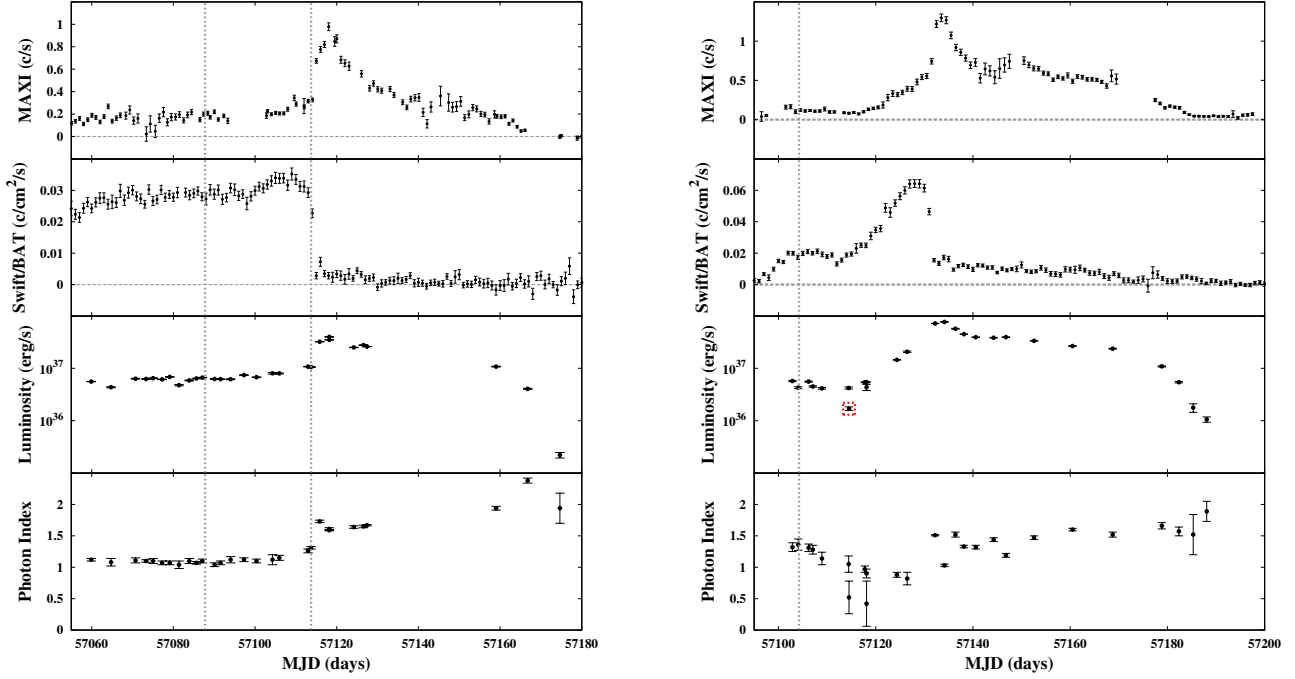 MAXI (c/s)
1
0.8
0.6
0.4
0.2
0
Swift/BAT (c/cm²/s)
0.03
0.02
0.01
0
Luminosity (erg/s)
10³⁷
10³⁶
Photon Index
2
1.5
1
0.5
0
57060 57080 57100 57120 57140 57160 57180
MJD (days)
MAXI (c/s)
1
0.5
0
Swift/BAT (c/cm²/s)
0.06
0.04
0.02
0
Luminosity (erg/s)
10³⁷
10³⁶
Photon Index
2
1.5
1
0.5
0
57100 57120 57140 57160 57180 57200
MJD (days)